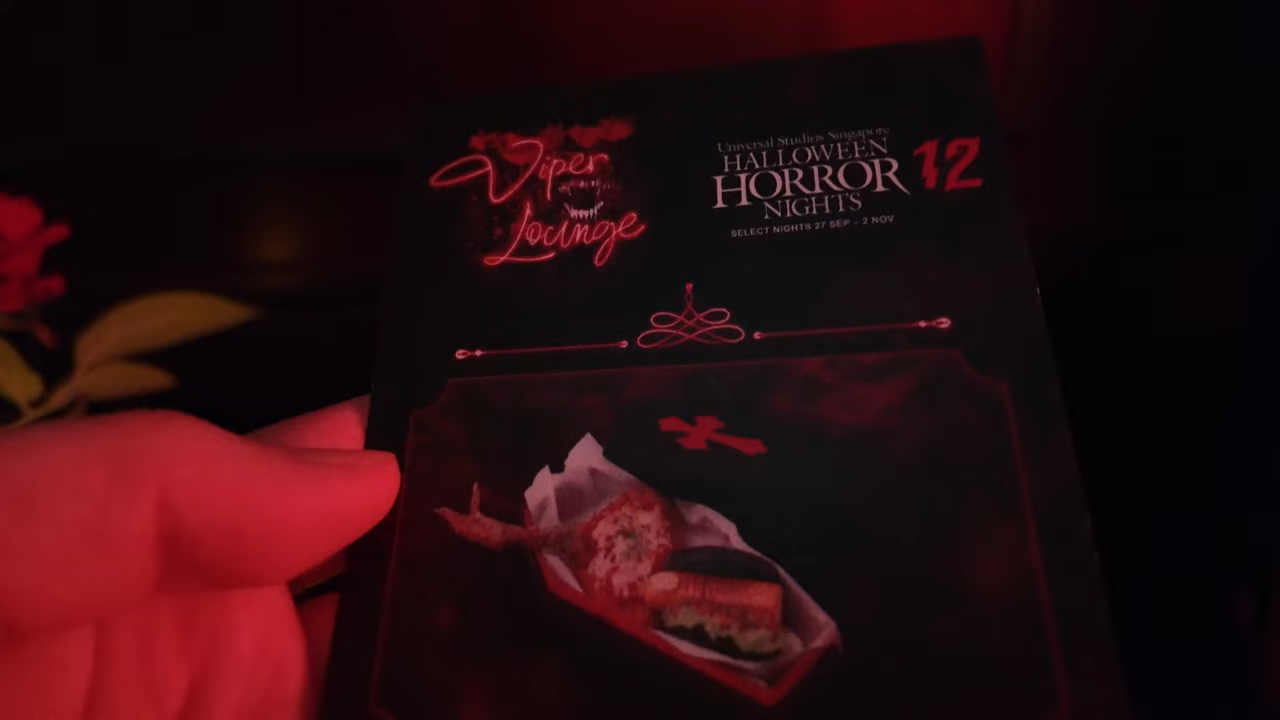 Viper
Lounge
Universal Studios Singapore
HALLOWEEN
HORROR
NIGHTS
12
SELECT NIGHTS 27 SEP - 2 NOV